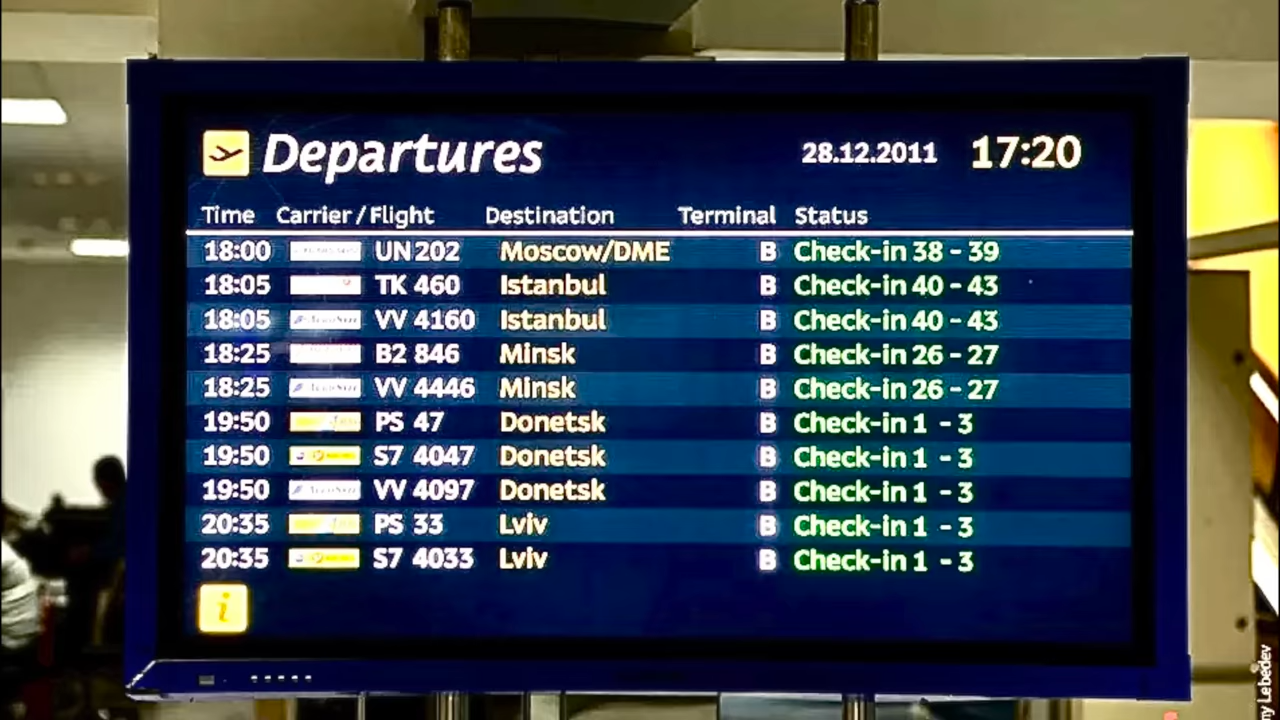 Departures 28.12.2011 17:20
Time Carrier / Flight Destination Terminal Status
18:00 UN 202 Moscow/DME B Check-in 38 - 39
18:05 TK 460 Istanbul B Check-in 40 - 43
18:05 VV 4160 Istanbul B Check-in 40 - 43
18:25 B2 846 Minsk B Check-in 26 - 27
18:25 VV 4446 Minsk B Check-in 26 - 27
19:50 PS 47 Donetsk B Check-in 1 - 3
19:50 S7 4047 Donetsk B Check-in 1 - 3
19:50 VV 4097 Donetsk B Check-in 1 - 3
20:35 PS 33 Lviv B Check-in 1 - 3
20:35 S7 4033 Lviv B Check-in 1 - 3
i
Lebedev